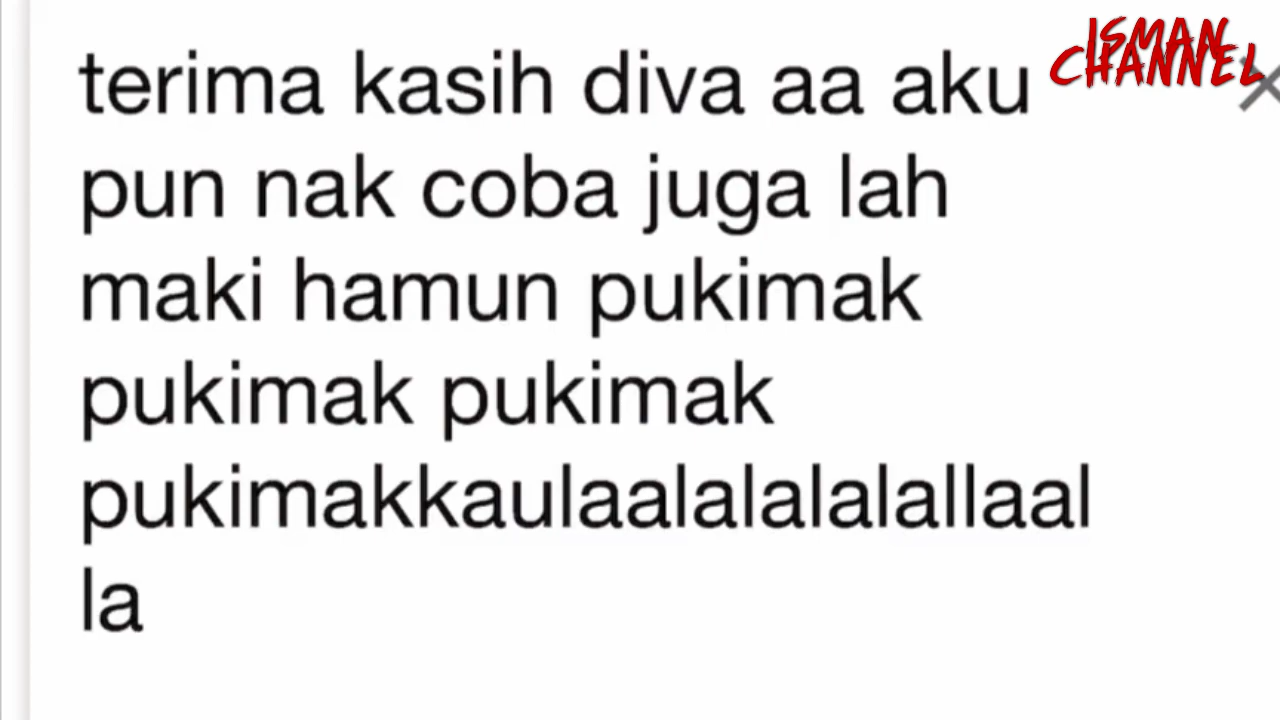 ISMAN
CHANNEL
terima kasih diva aa aku
pun nak coba juga lah
maki hamun pukimak
pukimak pukimak
pukimakkaulaalalalalallaal
la